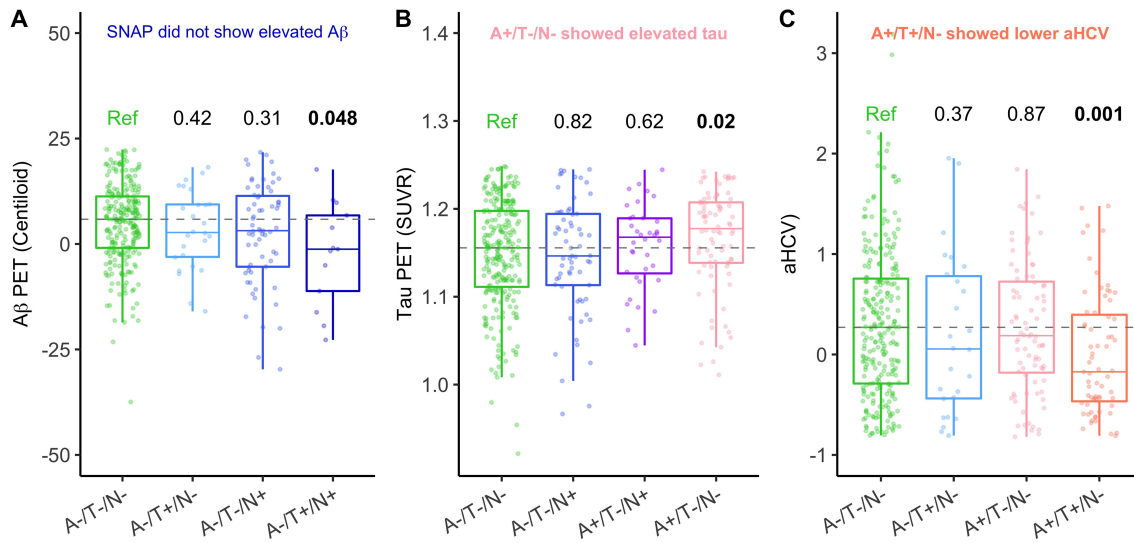 A
SNAP did not show elevated Aβ
Aβ PET (Centiloid)
50
25
0
-25
-50
Ref 0.42 0.31 0.048
A-/T-/N- A-/T+/N- A-/T-/N+ A-/T+/N+
B
A+/T-/N- showed elevated tau
Tau PET (SUVR)
1.4
1.3
1.2
1.1
1.0
Ref 0.82 0.62 0.02
A-/T-/N- A-/T-/N+ A+/T-/N+ A+/T-/N-
C
A+/T+/N- showed lower aHCV
aHCV
3
2
1
0
-1
Ref 0.37 0.87 0.001
A-/T-/N- A-/T+/N- A+/T-/N- A+/T+/N-